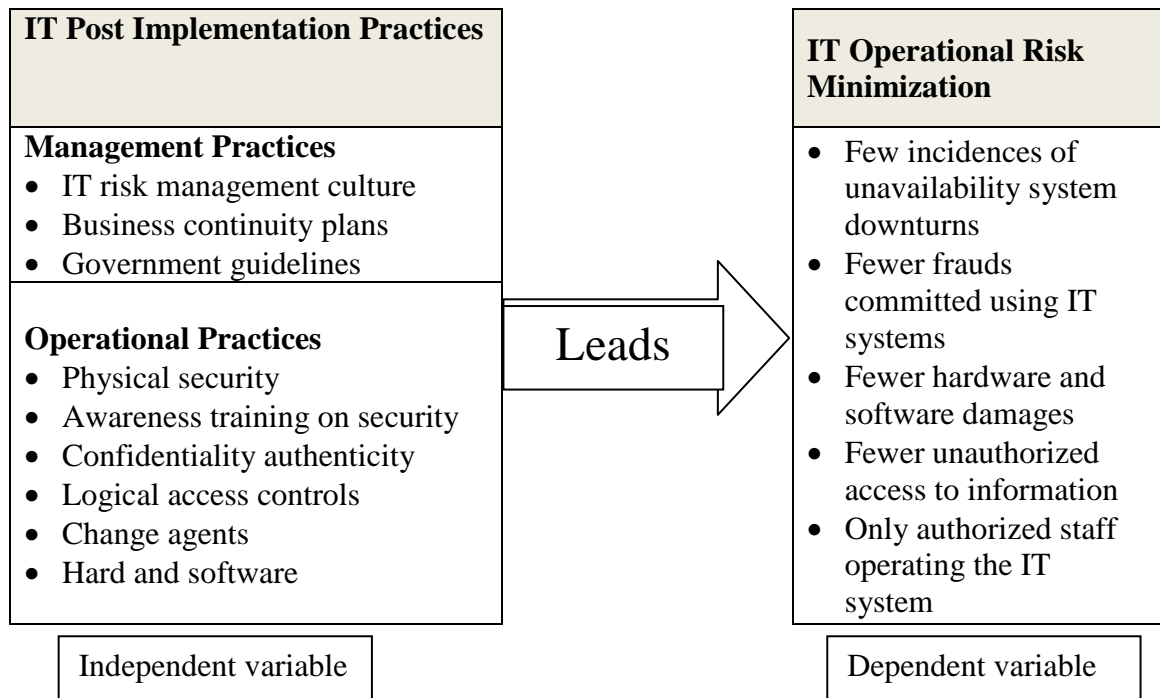 IT Post Implementation Practices
Management Practices
• IT risk management culture
• Business continuity plans
• Government guidelines
Operational Practices
• Physical security
• Awareness training on security
• Confidentiality authenticity
• Logical access controls
• Change agents
• Hard and software
Independent variable
Leads
IT Operational Risk
Minimization
• Few incidences of
unavailability system
downturns
• Fewer frauds
committed using IT
systems
• Fewer hardware and
software damages
• Fewer unauthorized
access to information
• Only authorized staff
operating the IT
system
Dependent variable